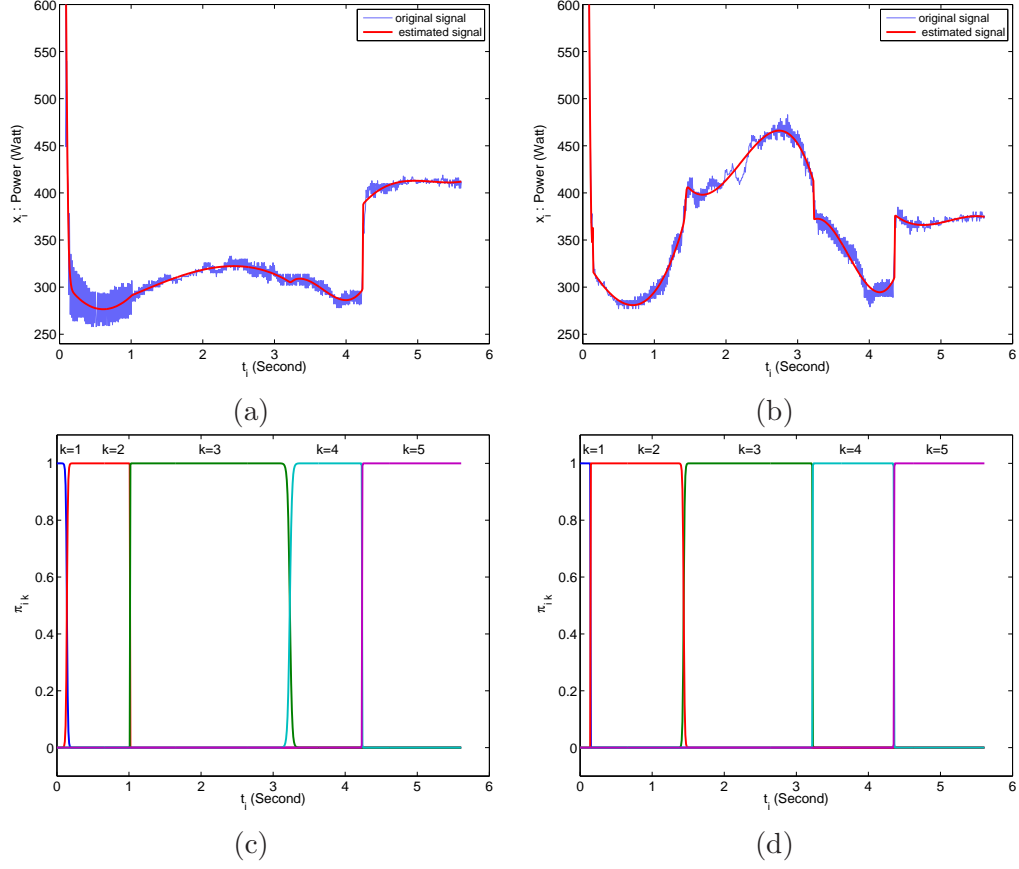 600
550
500
450
400
350
300
250
x_i : Power (Watt)
original signal
estimated signal
0 1 2 3 4 5 6
t_i (Second)
(a)
600
550
500
450
400
350
300
250
x_i : Power (Watt)
original signal
estimated signal
0 1 2 3 4 5 6
t_i (Second)
(b)
k=1 k=2 k=3 k=4 k=5
1
0.8
0.6
0.4
0.2
0
π_{ik}
0 1 2 3 4 5 6
t_i (Second)
(c)
k=1 k=2 k=3 k=4 k=5
1
0.8
0.6
0.4
0.2
0
π_{ik}
0 1 2 3 4 5 6
t_i (Second)
(d)